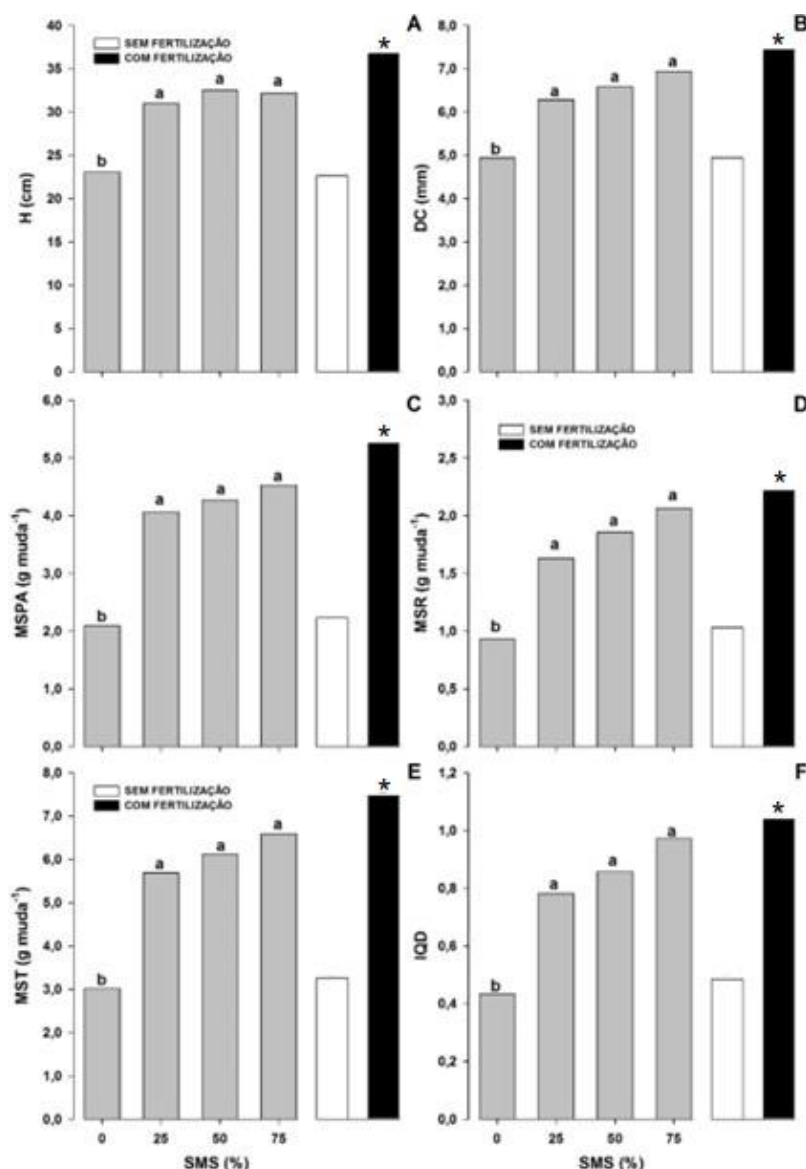 A
SEM FERTILIZAÇÃO
COM FERTILIZAÇÃO
*
H (cm)
40
35
30
25
20
15
10
5
0
b
a
a
a
B
*
DC (mm)
8,0
7,0
6,0
5,0
4,0
3,0
2,0
1,0
0,0
b
a
a
a
C
*
MSPA (g muda⁻¹)
6,0
5,0
4,0
3,0
2,0
1,0
0,0
b
a
a
a
D
SEM FERTILIZAÇÃO
COM FERTILIZAÇÃO
*
MSR (g muda⁻¹)
3,0
2,5
2,0
1,5
1,0
0,5
0,0
b
a
a
a
E
SEM FERTILIZAÇÃO
COM FERTILIZAÇÃO
*
MST (g muda⁻¹)
8,0
7,0
6,0
5,0
4,0
3,0
2,0
1,0
0,0
b
a
a
a
0 25 50 75
SMS (%)
F
*
IQD
1,2
1,0
0,8
0,6
0,4
0,2
0,0
b
a
a
a
0 25 50 75
SMS (%)